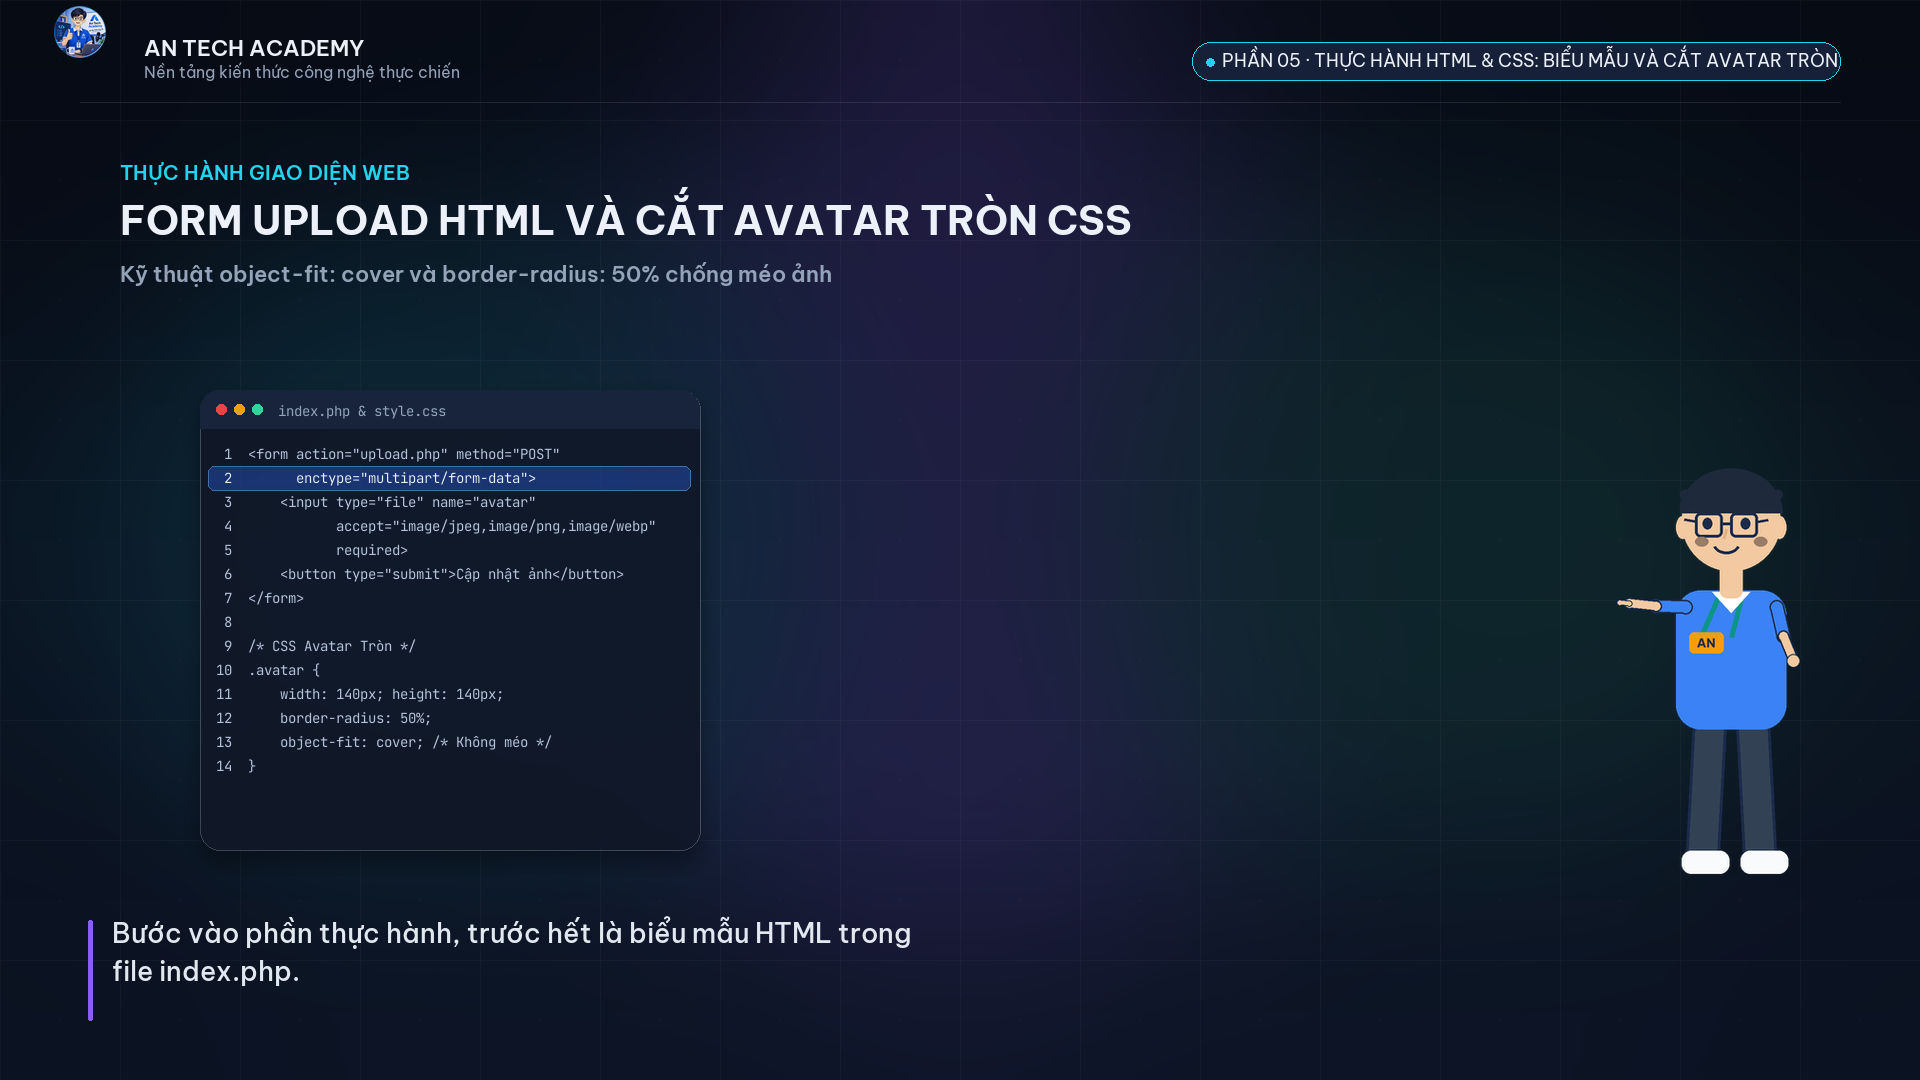 AN TECH ACADEMY
Nền tảng kiến thức công nghệ thực chiến
PHẦN 05 · THỰC HÀNH HTML & CSS: BIỂU MẪU VÀ CẮT AVATAR TRÒN
THỰC HÀNH GIAO DIỆN WEB
FORM UPLOAD HTML VÀ CẮT AVATAR TRÒN CSS
Kỹ thuật object-fit: cover và border-radius: 50% chống méo ảnh
index.php & style.css
1 <form action="upload.php" method="POST"
2 enctype="multipart/form-data">
3 <input type="file" name="avatar"
4 accept="image/jpeg,image/png,image/webp"
5 required>
6 <button type="submit">Cập nhật ảnh</button>
7 </form>
8
9 /* CSS Avatar Tròn */
10 .avatar {
11 width: 140px; height: 140px;
12 border-radius: 50%;
13 object-fit: cover; /* Không méo */
14 }
AN
Bước vào phần thực hành, trước hết là biểu mẫu HTML trong
file index.php.